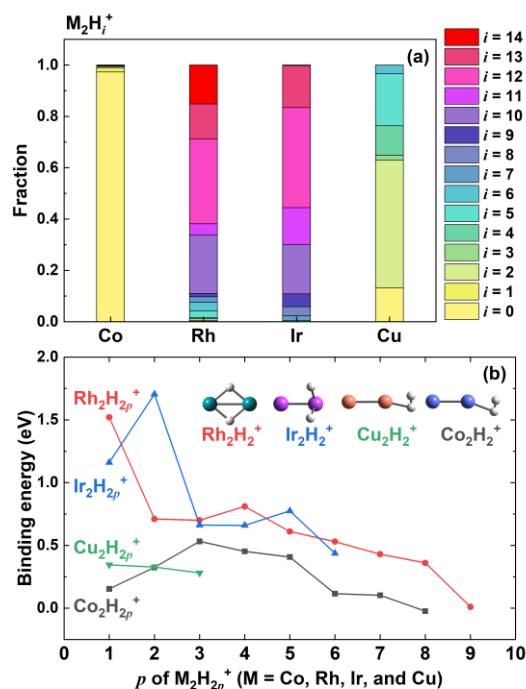 M₂Hᵢ⁺
(a)
1.0
0.8
0.6
0.4
0.2
0.0
Fraction
Co Rh Ir Cu
i = 14
i = 13
i = 12
i = 11
i = 10
i = 9
i = 8
i = 7
i = 6
i = 5
i = 4
i = 3
i = 2
i = 1
i = 0
(b)
2.0
1.5
1.0
0.5
0.0
Binding energy (eV)
Rh₂H₂ₚ⁺
Ir₂H₂ₚ⁺
Cu₂H₂ₚ⁺
Co₂H₂ₚ⁺
Rh₂H₂⁺ Ir₂H₂⁺ Cu₂H₂⁺ Co₂H₂⁺
0 1 2 3 4 5 6 7 8 9 10
p of M₂H₂ₚ⁺ (M = Co, Rh, Ir, and Cu)